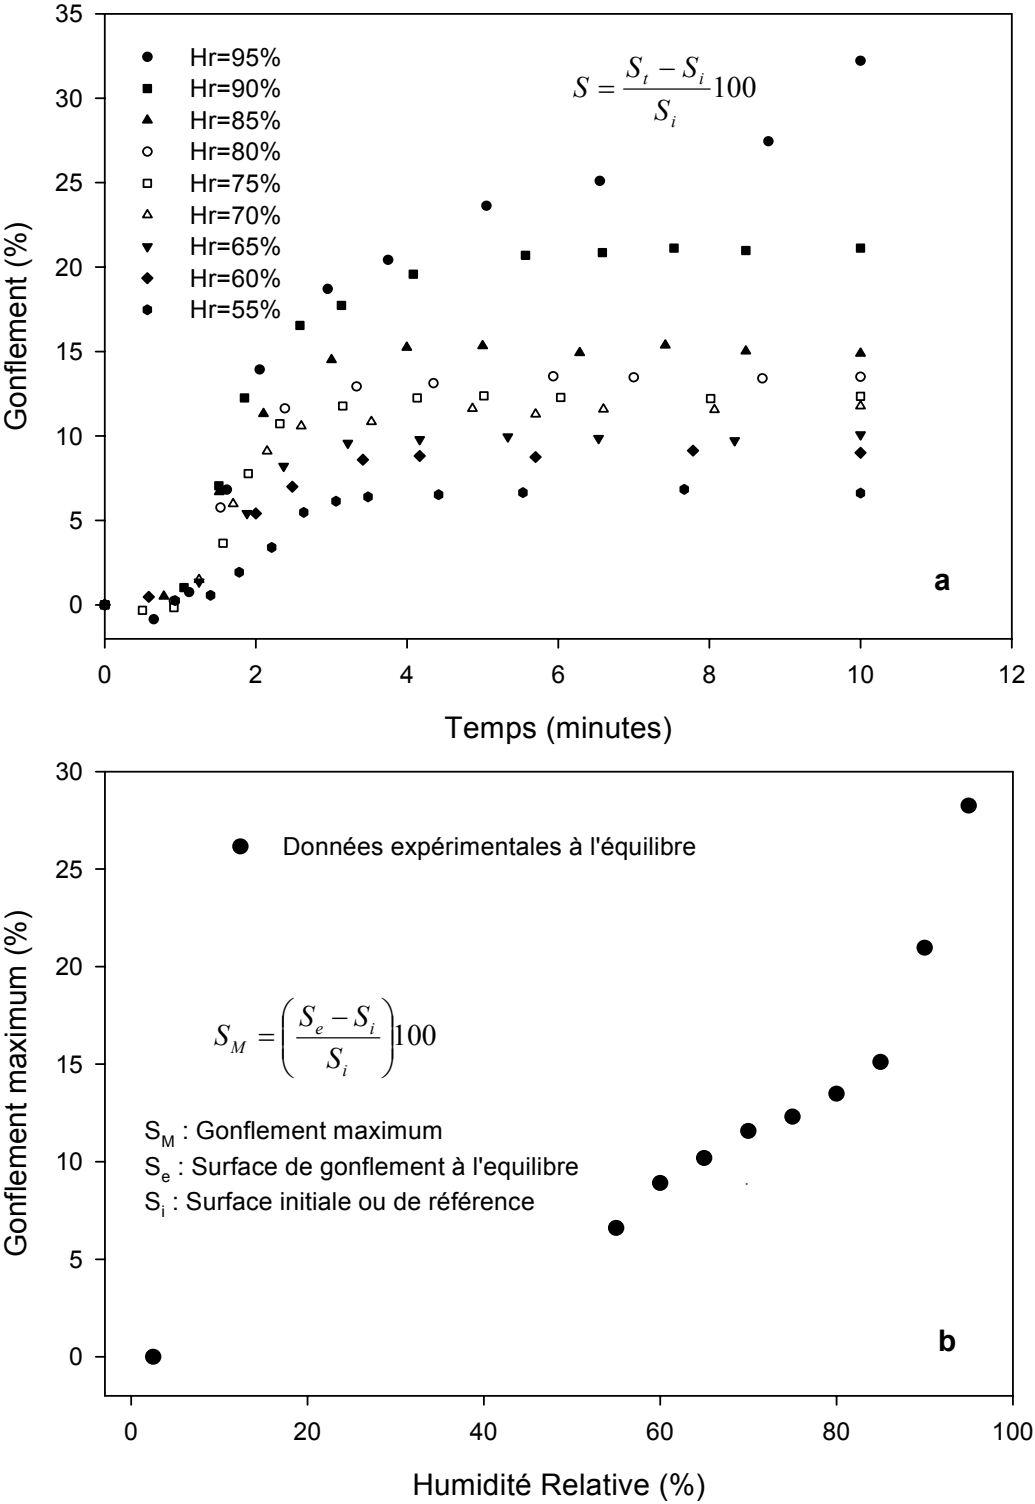 35
30
25
20
15
10
5
0
Gonflement (%)
Hr=95%
Hr=90%
Hr=85%
Hr=80%
Hr=75%
Hr=70%
Hr=65%
Hr=60%
Hr=55%
S = (S_t − S_i)/S_i 100
a
0 2 4 6 8 10 12
Temps (minutes)
30
25
20
15
10
5
0
Gonflement maximum (%)
Données expérimentales à l'équilibre
S_M = ((S_e − S_i)/S_i) 100
S_M : Gonflement maximum
S_e : Surface de gonflement à l'equilibre
S_i : Surface initiale ou de référence
b
0 20 40 60 80 100
Humidité Relative (%)